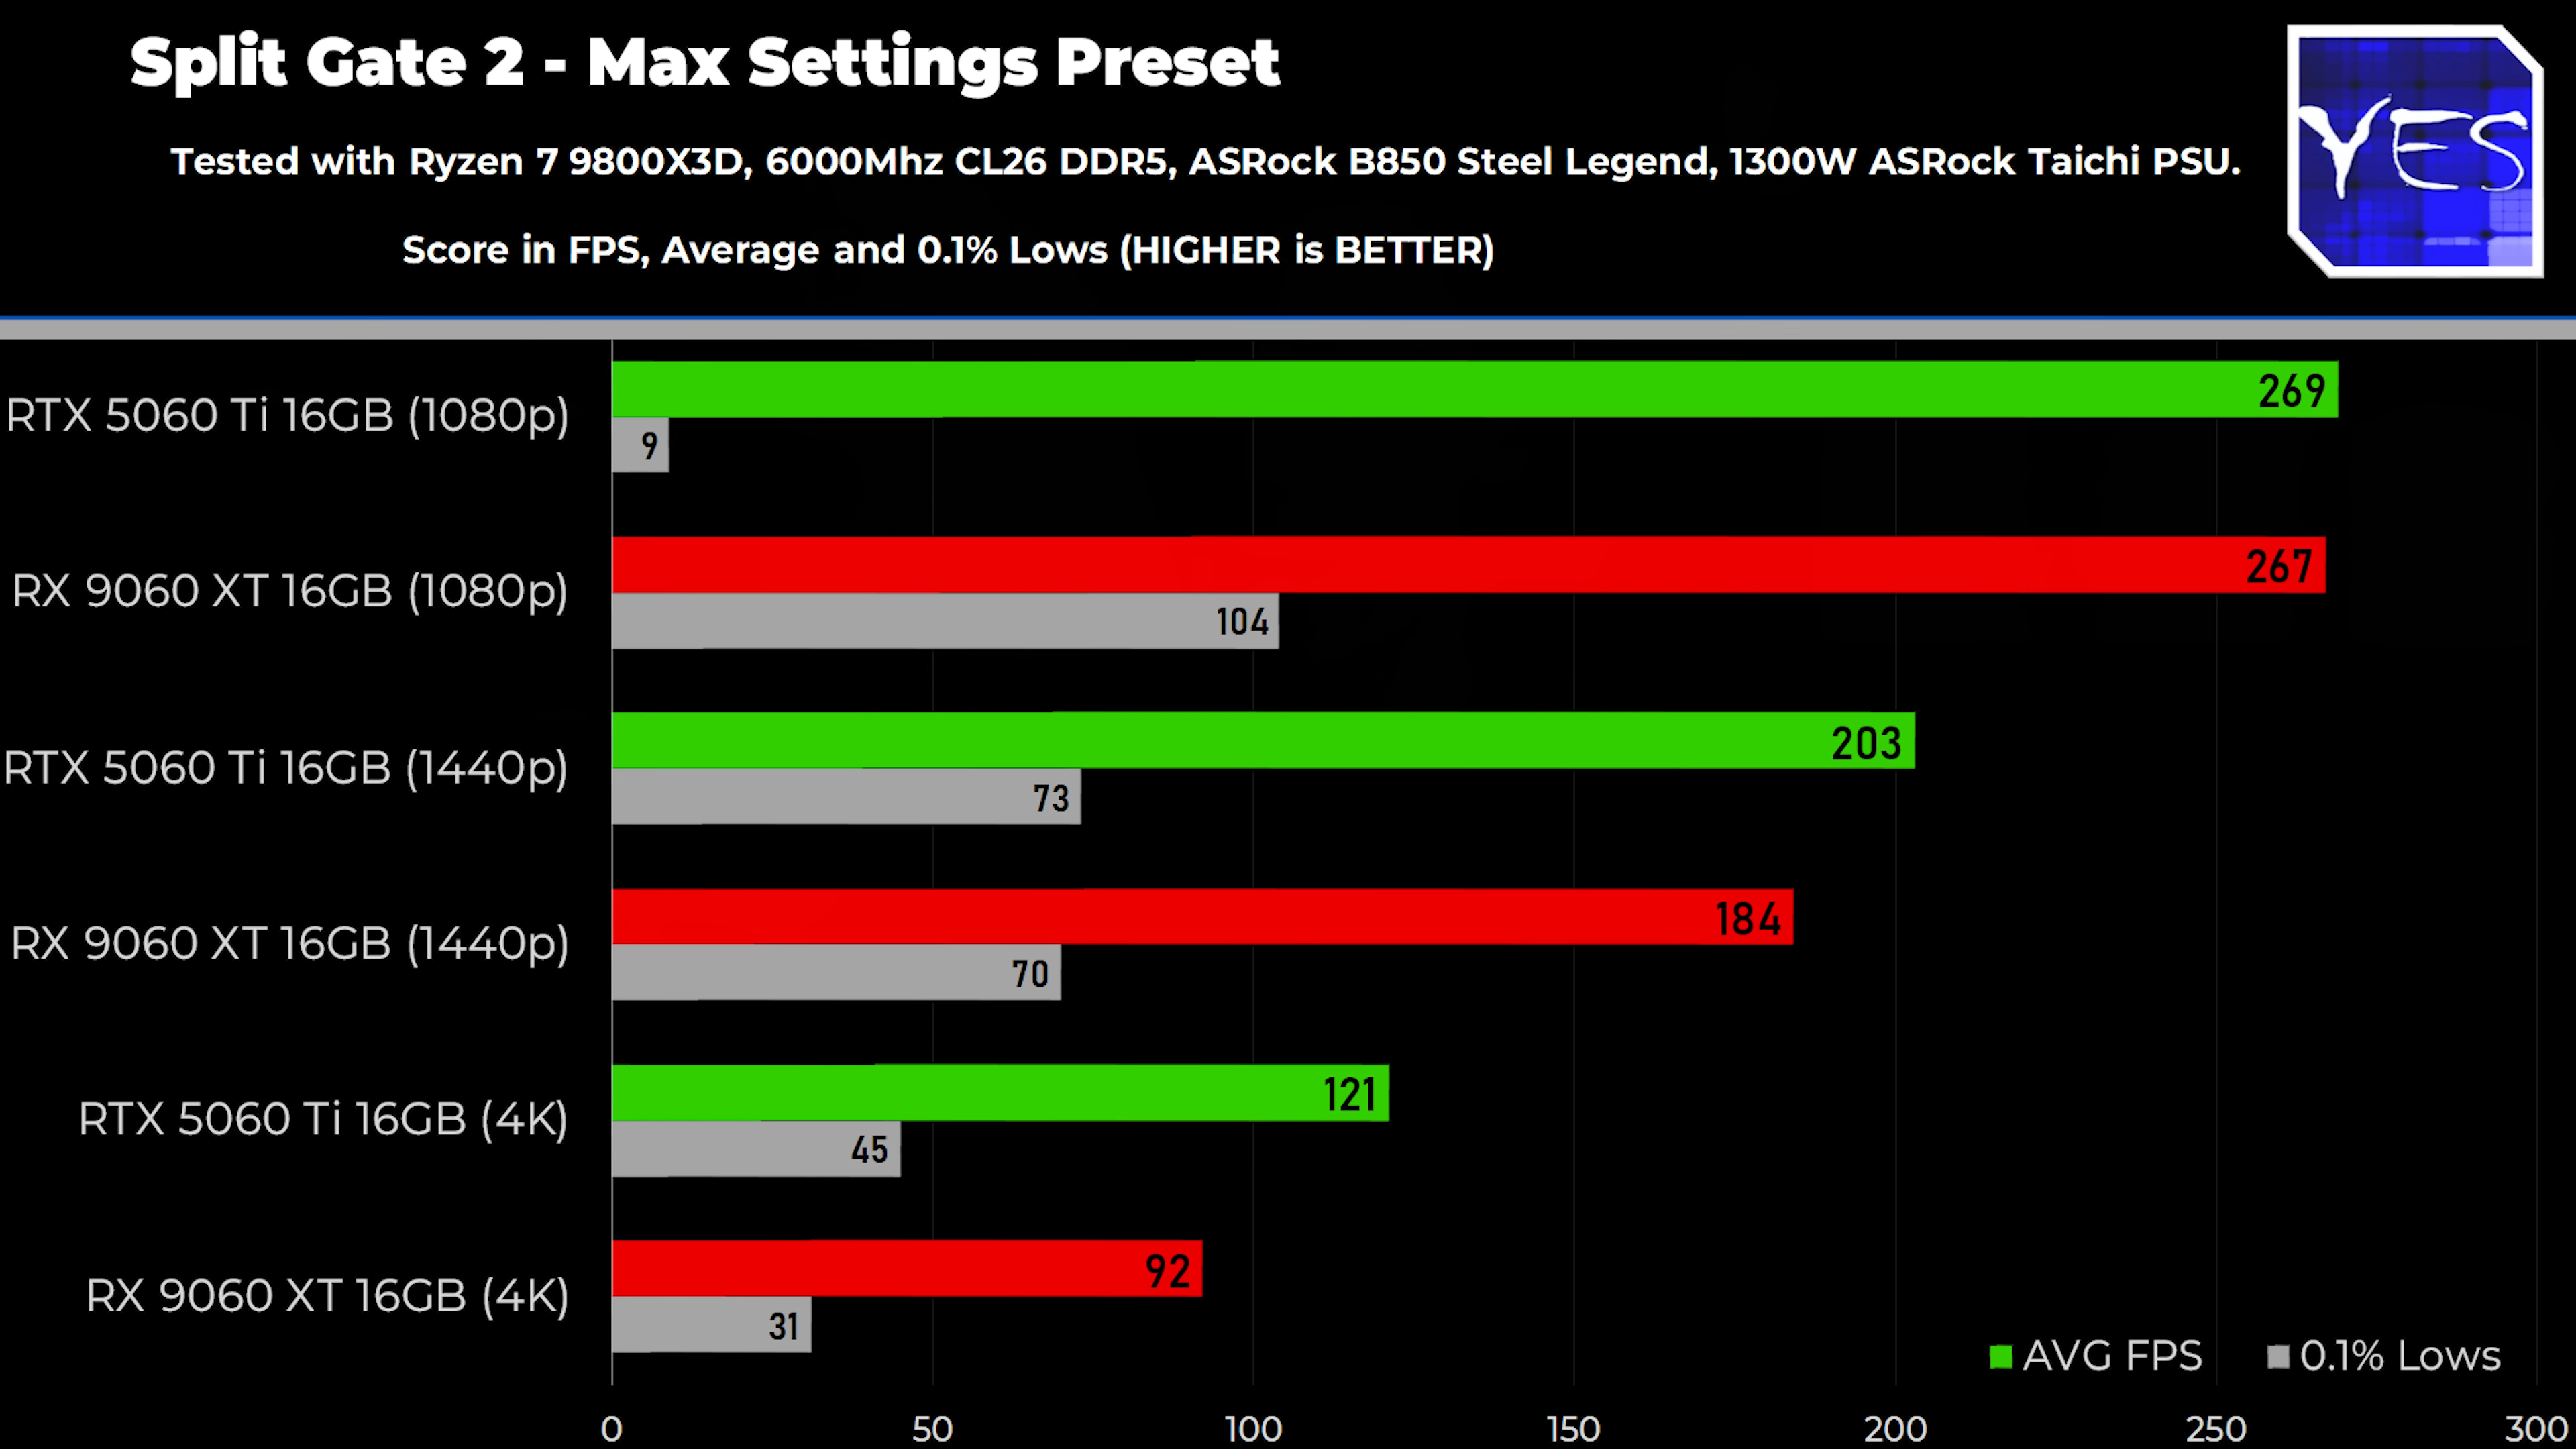 Split Gate 2 - Max Settings Preset
YES
Tested with Ryzen 7 9800X3D, 6000Mhz CL26 DDR5, ASRock B850 Steel Legend, 1300W ASRock Taichi PSU.
Score in FPS, Average and 0.1% Lows (HIGHER is BETTER)
RTX 5060 Ti 16GB (1080p)
269
9
RX 9060 XT 16GB (1080p)
267
104
RTX 5060 Ti 16GB (1440p)
203
73
RX 9060 XT 16GB (1440p)
184
70
RTX 5060 Ti 16GB (4K)
121
45
RX 9060 XT 16GB (4K)
92
31
AVG FPS 0.1% Lows
0 50 100 150 200 250 300